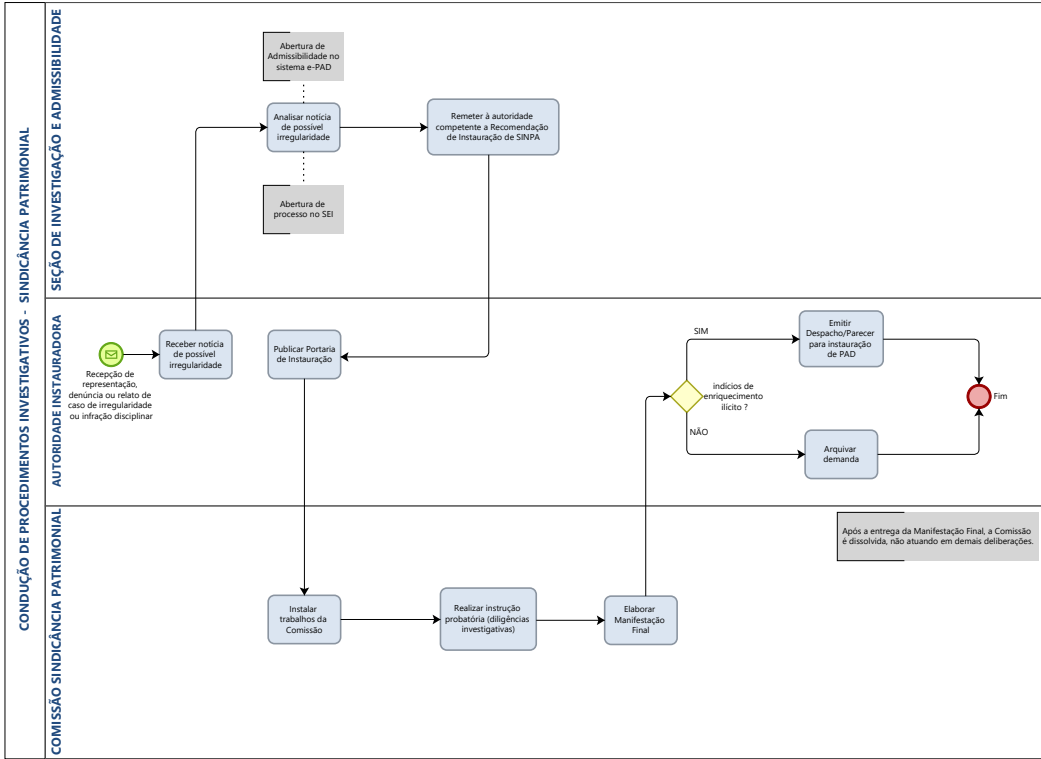 CONDUÇÃO DE PROCEDIMENTOS INVESTIGATIVOS - SINDICÂNCIA PATRIMONIAL
SEÇÃO DE INVESTIGAÇÃO E ADMISSIBILIDADE
Abertura de
Admissibilidade no
sistema e-PAD
Analisar notícia
de possível
irregularidade
Remeter à autoridade
competente a Recomendação
de Instauração de SINPA
Abertura de
processo no SEI
AUTORIDADE INSTAURADORA
Recepção de
representação,
denúncia ou relato de
caso de irregularidade
ou infração disciplinar
Receber notícia
de possível
irregularidade
Publicar Portaria
de Instauração
indicios de
enriquecimento
ilícito ?
SIM
Emitir
Despacho/Parecer
para instauração
de PAD
NÃO
Arquivar
demanda
Fim
COMISSÃO SINDICÂNCIA PATRIMONIAL
Após a entrega da Manifestação Final, a Comissão
é dissolvida, não atuando em demais deliberações.
Instalar
trabalhos da
Comissão
Realizar instrução
probatória (diligências
investigativas)
Elaborar
Manifestação
Final